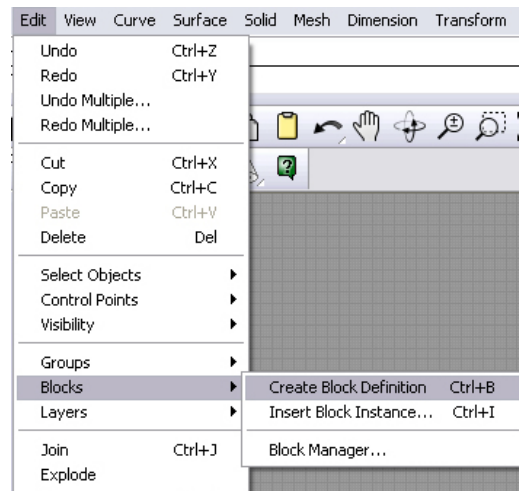 Edit View Curve Surface Solid Mesh Dimension Transform
Undo Ctrl+Z
Redo Ctrl+Y
Undo Multiple...
Redo Multiple...
Cut Ctrl+X
Copy Ctrl+C
Paste Ctrl+V
Delete Del
Select Objects
Control Points
Visibility
Groups
Blocks
Create Block Definition Ctrl+B
Layers
Insert Block Instance... Ctrl+I
Join Ctrl+J
Block Manager...
Explode